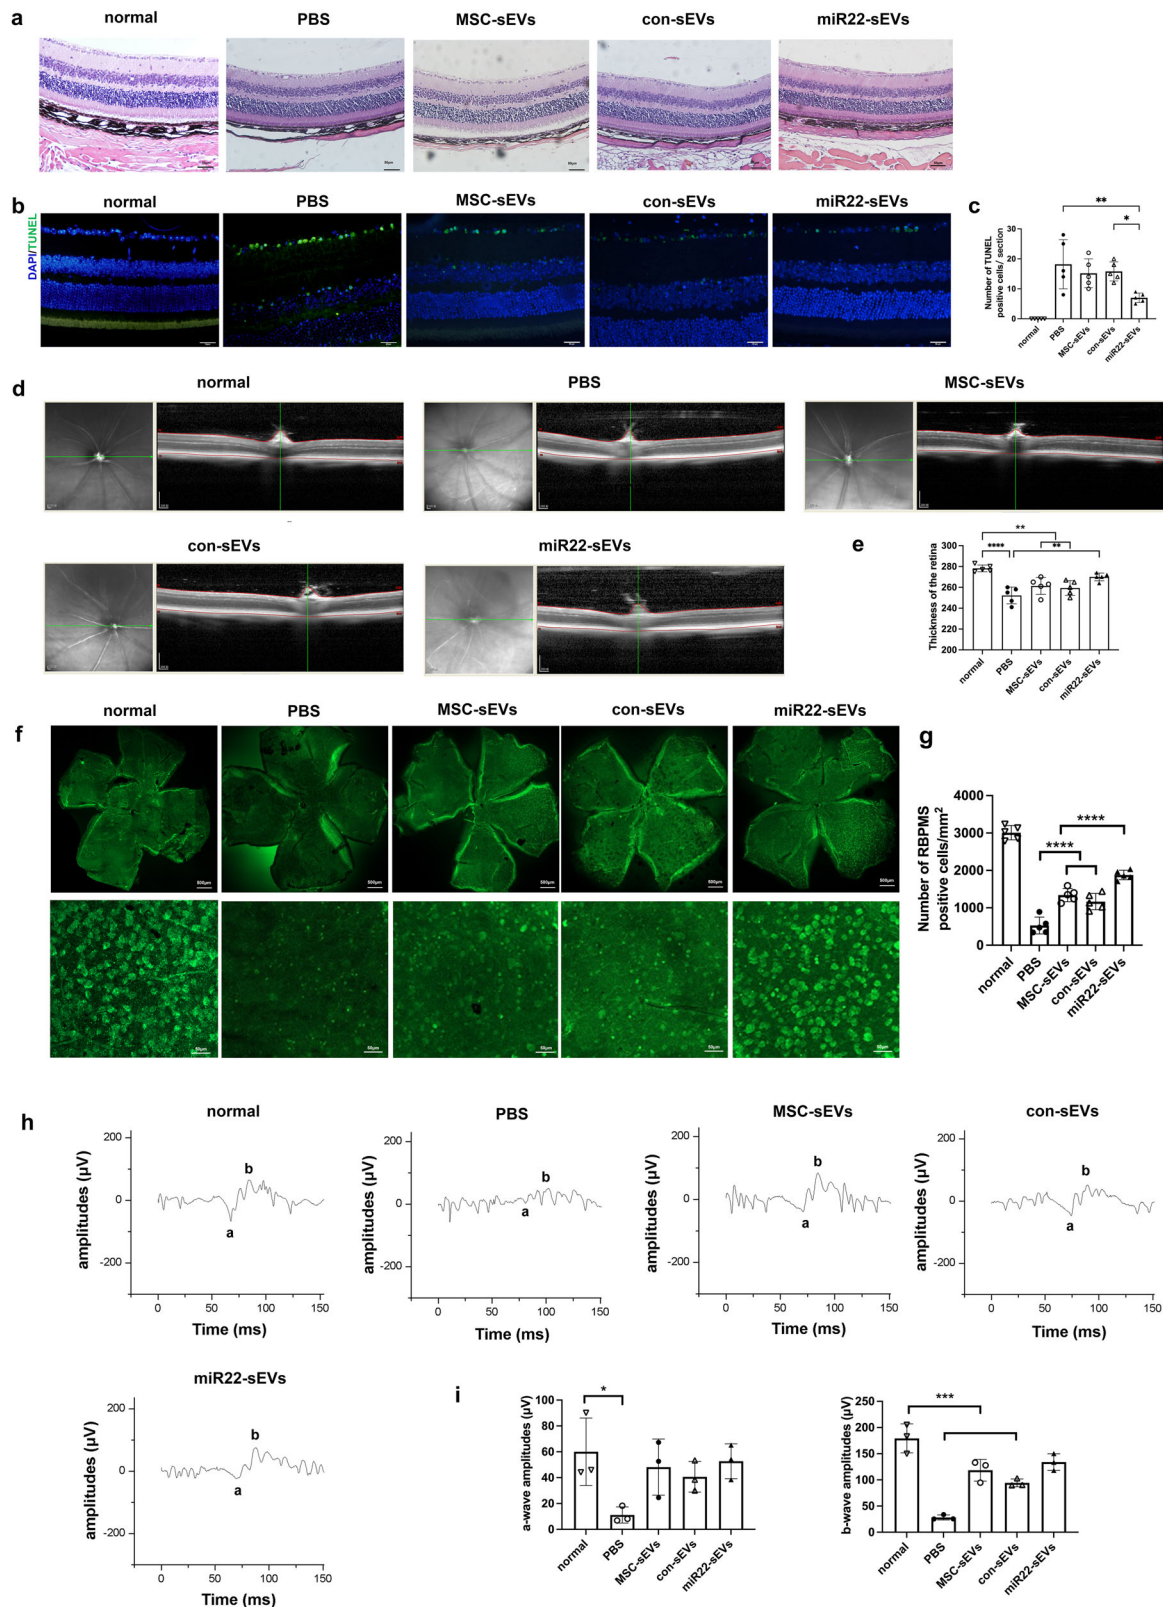 a
normal PBS MSC-sEVs con-sEVs miR22-sEVs
50μm
50μm
b
normal PBS MSC-sEVs con-sEVs miR22-sEVs
DAPI/TUNEL
c
**
*
Number of TUNEL
positive cells/ section
30
20
10
0
normal
PBS
MSC-sEVs
con-sEVs
miR22-sEVs
d
normal PBS MSC-sEVs
con-sEVs miR22-sEVs
e
**
**** **
Thickness of the retina
300
280
260
240
220
200
normal
PBS
MSC-sEVs
con-sEVs
miR22-sEVs
f
normal PBS MSC-sEVs con-sEVs miR22-sEVs
500μm 500μm 500μm 500μm 500μm
50μm 50μm 50μm 50μm 50μm
g
****
****
Number of RBPMS
positive cells/mm²
4000
3000
2000
1000
0
normal
PBS
MSC-sEVs
con-sEVs
miR22-sEVs
h
normal
amplitudes (μV)
200
0
-200
b
a
0 50 100 150
Time (ms)
PBS
amplitudes (μV)
200
0
-200
b
a
0 50 100 150
Time (ms)
MSC-sEVs
amplitudes (μV)
200
0
-200
b
a
0 50 100 150
Time (ms)
con-sEVs
amplitudes (μV)
200
0
-200
b
a
0 50 100 150
Time (ms)
miR22-sEVs
amplitudes (μV)
200
0
-200
b
a
0 50 100 150
Time (ms)
i
*
a-wave amplitudes (μV)
100
80
60
40
20
0
normal
PBS
MSC-sEVs
con-sEVs
miR22-sEVs
***
b-wave amplitudes (μV)
250
200
150
100
50
0
normal
PBS
MSC-sEVs
con-sEVs
miR22-sEVs